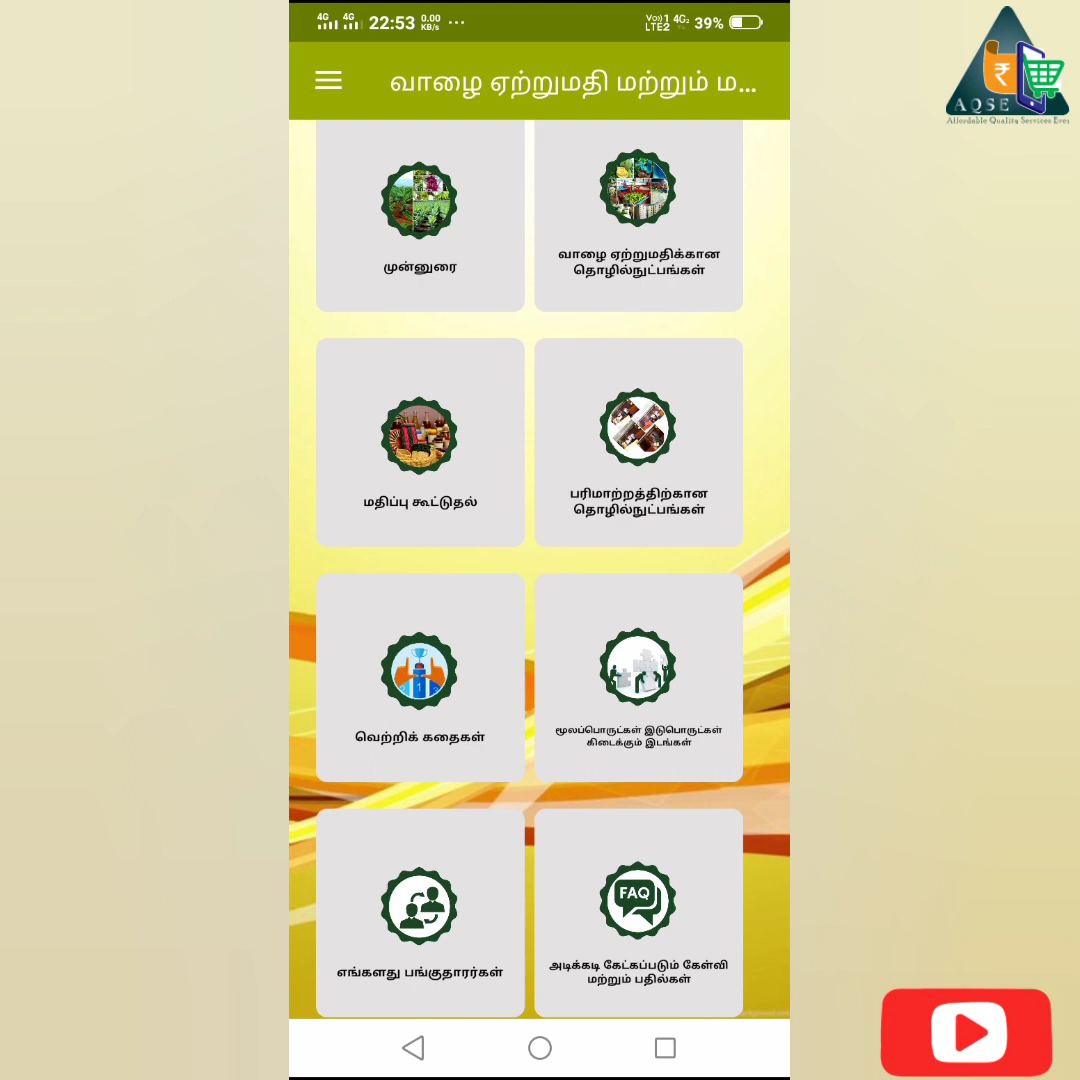 4G 4G 22:53 0.00 KB/s ... Vo))1 LTE2 4G2 39%
வாழை ஏற்றுமதி மற்றும் ம...
AQSE
Affordable Quality Services Ever
முன்னுரை
வாழை ஏற்றுமதிக்கான
தொழில்நுட்பங்கள்
மதிப்பு கூட்டுதல்
பரிமாற்றத்திற்கான
தொழில்நுட்பங்கள்
வெற்றிக் கதைகள்
மூலப்பொருட்கள் இடுபொருட்கள்
கிடைக்கும் இடங்கள்
எங்களது பங்குதாரர்கள்
FAQ
அடிக்கடி கேட்கப்படும் கேள்வி
மற்றும் பதில்கள்